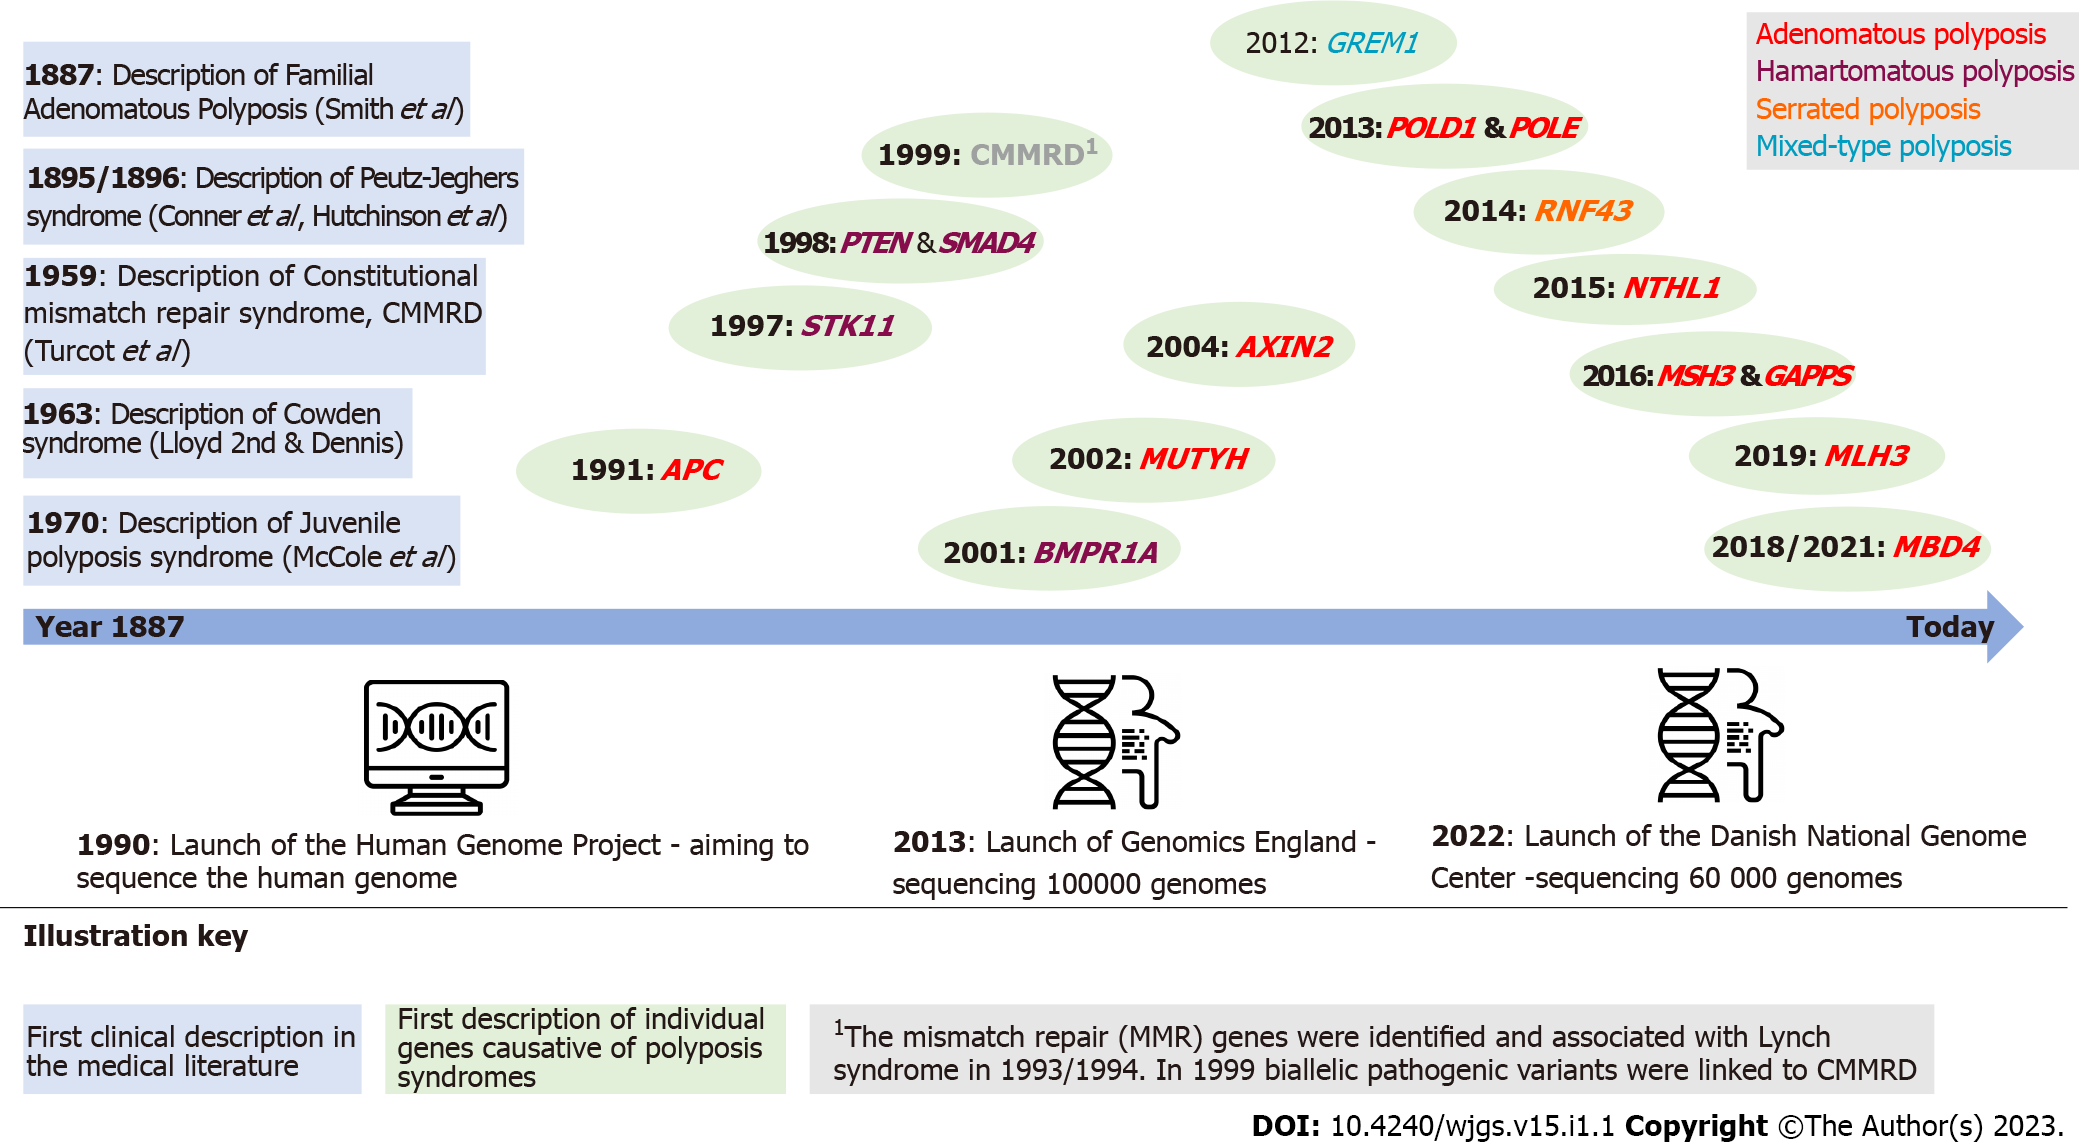 1887: Description of Familial
Adenomatous Polyposis (Smith et al)
1895/1896: Description of Peutz-Jeghers
syndrome (Conner et al, Hutchinson et al)
1959: Description of Constitutional
mismatch repair syndrome, CMMRD
(Turcot et al)
1963: Description of Cowden
syndrome (Lloyd 2nd & Dennis)
1970: Description of Juvenile
polyposis syndrome (McCole et al)
1991: APC
1997: STK11
1998: PTEN & SMAD4
1999: CMMRD1
2001: BMPR1A
2002: MUTYH
2004: AXIN2
2012: GREM1
2013: POLD1 & POLE
2014: RNF43
2015: NTHL1
2016: MSH3 & GAPPS
2019: MLH3
2018/2021: MBD4
Adenomatous polyposis
Hamartomatous polyposis
Serrated polyposis
Mixed-type polyposis
Year 1887
Today
1990: Launch of the Human Genome Project - aiming to
sequence the human genome
2013: Launch of Genomics England -
sequencing 100000 genomes
2022: Launch of the Danish National Genome
Center -sequencing 60 000 genomes
Illustration key
First clinical description in
the medical literature
First description of individual
genes causative of polyposis
syndromes
1The mismatch repair (MMR) genes were identified and associated with Lynch
syndrome in 1993/1994. In 1999 biallelic pathogenic variants were linked to CMMRD
DOI: 10.4240/wjgs.v15.i1.1 Copyright ©The Author(s) 2023.